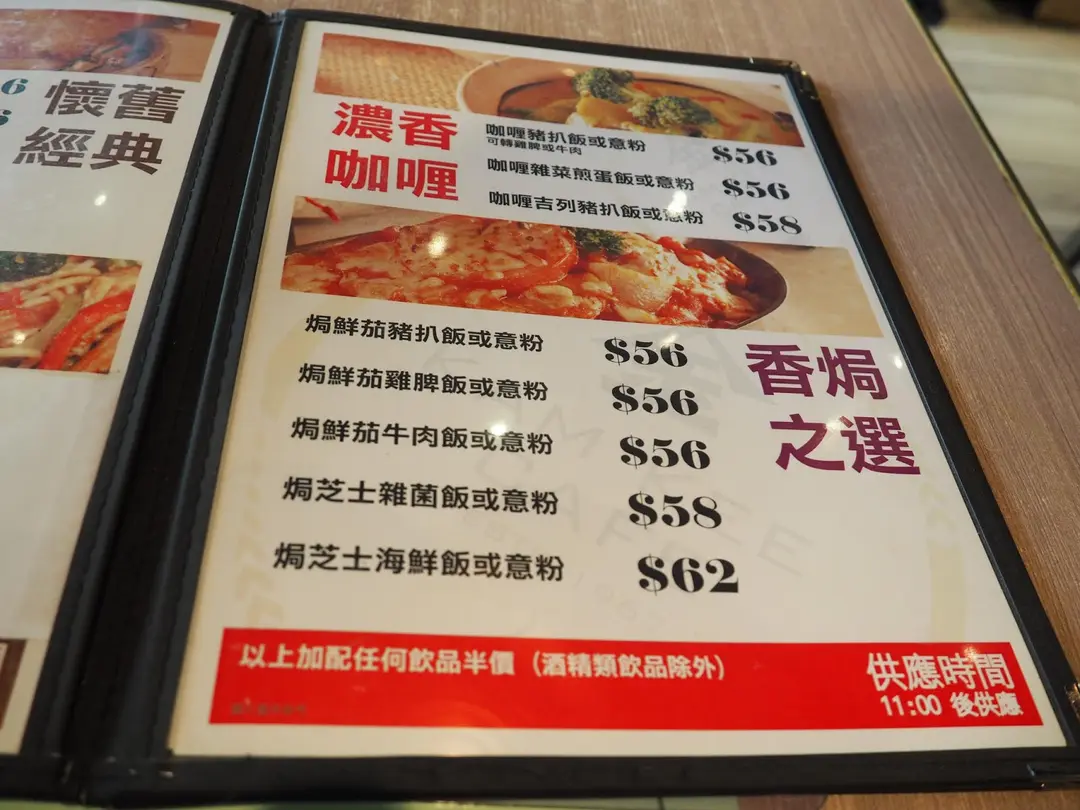 6
懷舊
經典
濃香
咖喱
咖喱豬扒飯或意粉 $56
可轉雞脾或牛肉
咖喱雜菜煎蛋飯或意粉 $56
咖喱吉列豬扒飯或意粉 $58
焗鮮茄豬扒飯或意粉 $56
焗鮮茄雞脾飯或意粉 $56
焗鮮茄牛肉飯或意粉 $56
焗芝士雜菌飯或意粉 $58
焗芝士海鮮飯或意粉 $62
香焗
之選
以上加配任何飲品半價 (酒精類飲品除外)
供應時間
11:00 後供應